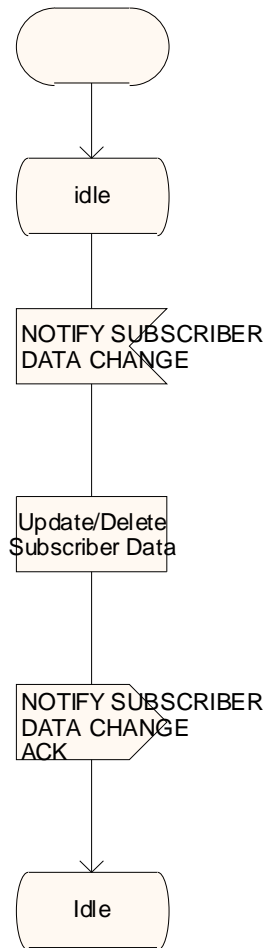 idle
NOTIFY SUBSCRIBER
DATA CHANGE
Update/Delete
Subscriber Data
NOTIFY SUBSCRIBER
DATA CHANGE
ACK
Idle